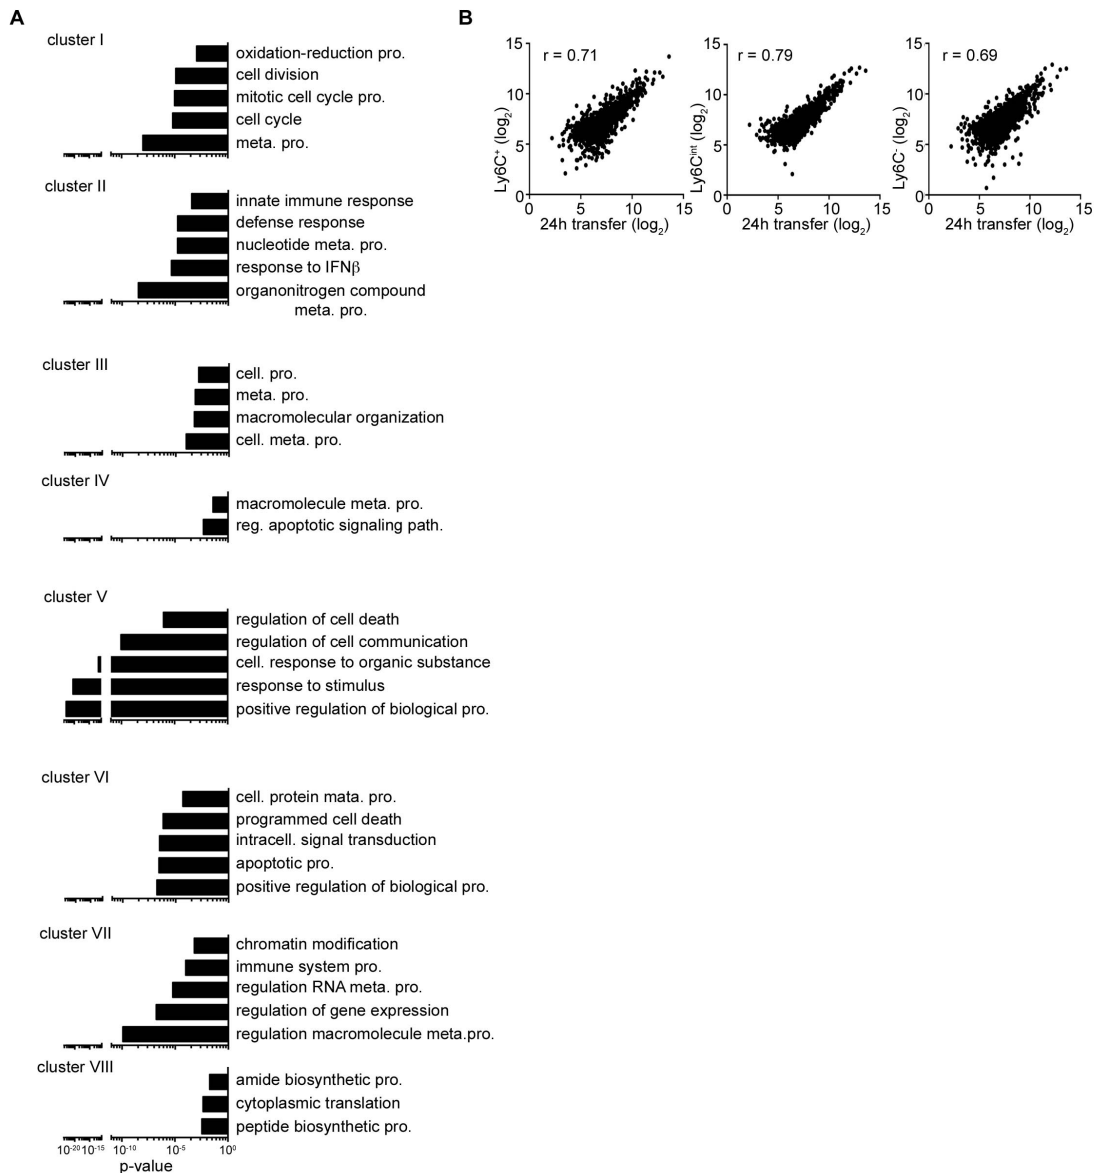 A
cluster I
oxidation-reduction pro.
cell division
mitotic cell cycle pro.
cell cycle
meta. pro.
cluster II
innate immune response
defense response
nucleotide meta. pro.
response to IFNβ
organonitrogen compound
meta. pro.
cluster III
cell. pro.
meta. pro.
macromolecular organization
cell. meta. pro.
cluster IV
macromolecule meta. pro.
reg. apoptotic signaling path.
cluster V
regulation of cell death
regulation of cell communication
cell. response to organic substance
response to stimulus
positive regulation of biological pro.
cluster VI
cell. protein mata. pro.
programmed cell death
intracell. signal transduction
apoptotic pro.
positive regulation of biological pro.
cluster VII
chromatin modification
immune system pro.
regulation RNA meta. pro.
regulation of gene expression
regulation macromolecule meta.pro.
cluster VIII
amide biosynthetic pro.
cytoplasmic translation
peptide biosynthetic pro.
10⁻²⁰ 10⁻¹⁵ 10⁻¹⁰ 10⁻⁵ 10⁰
p-value
B
r = 0.71
15
10
5
0
Ly6C⁺ (log₂)
0 5 10 15
24h transfer (log₂)
r = 0.79
15
10
5
0
Ly6Cⁱⁿᵗ (log₂)
0 5 10 15
24h transfer (log₂)
r = 0.69
15
10
5
0
Ly6C⁻ (log₂)
0 5 10 15
24h transfer (log₂)